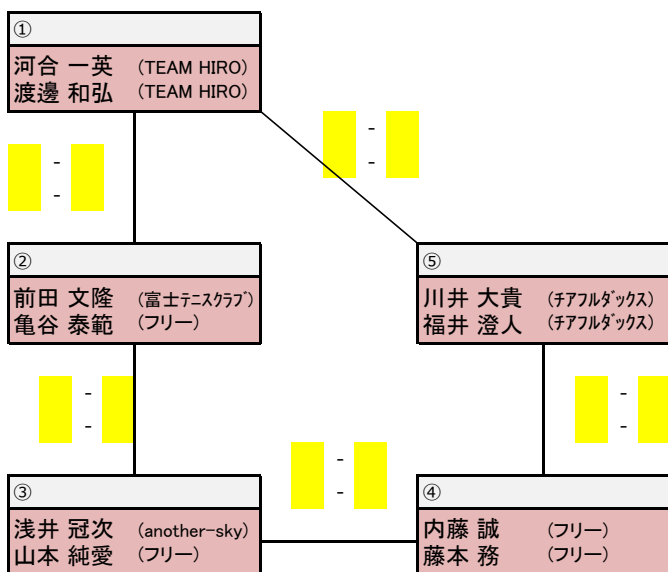 ①
河合 一英 (TEAM HIRO)
渡邊 和弘 (TEAM HIRO)
-
-
-
-
②
前田 文隆 (富士ﾃﾆｽｸﾗﾌﾞ)
亀谷 泰範 (フリー)
⑤
川井 大貴 (ﾁｱﾌﾙﾀﾞｯｸｽ)
福井 澄人 (ﾁｱﾌﾙﾀﾞｯｸｽ)
-
-
-
-
-
-
③
浅井 冠次 (another-sky)
山本 純愛 (フリー)
④
内藤 誠 (フリー)
藤本 務 (フリー)